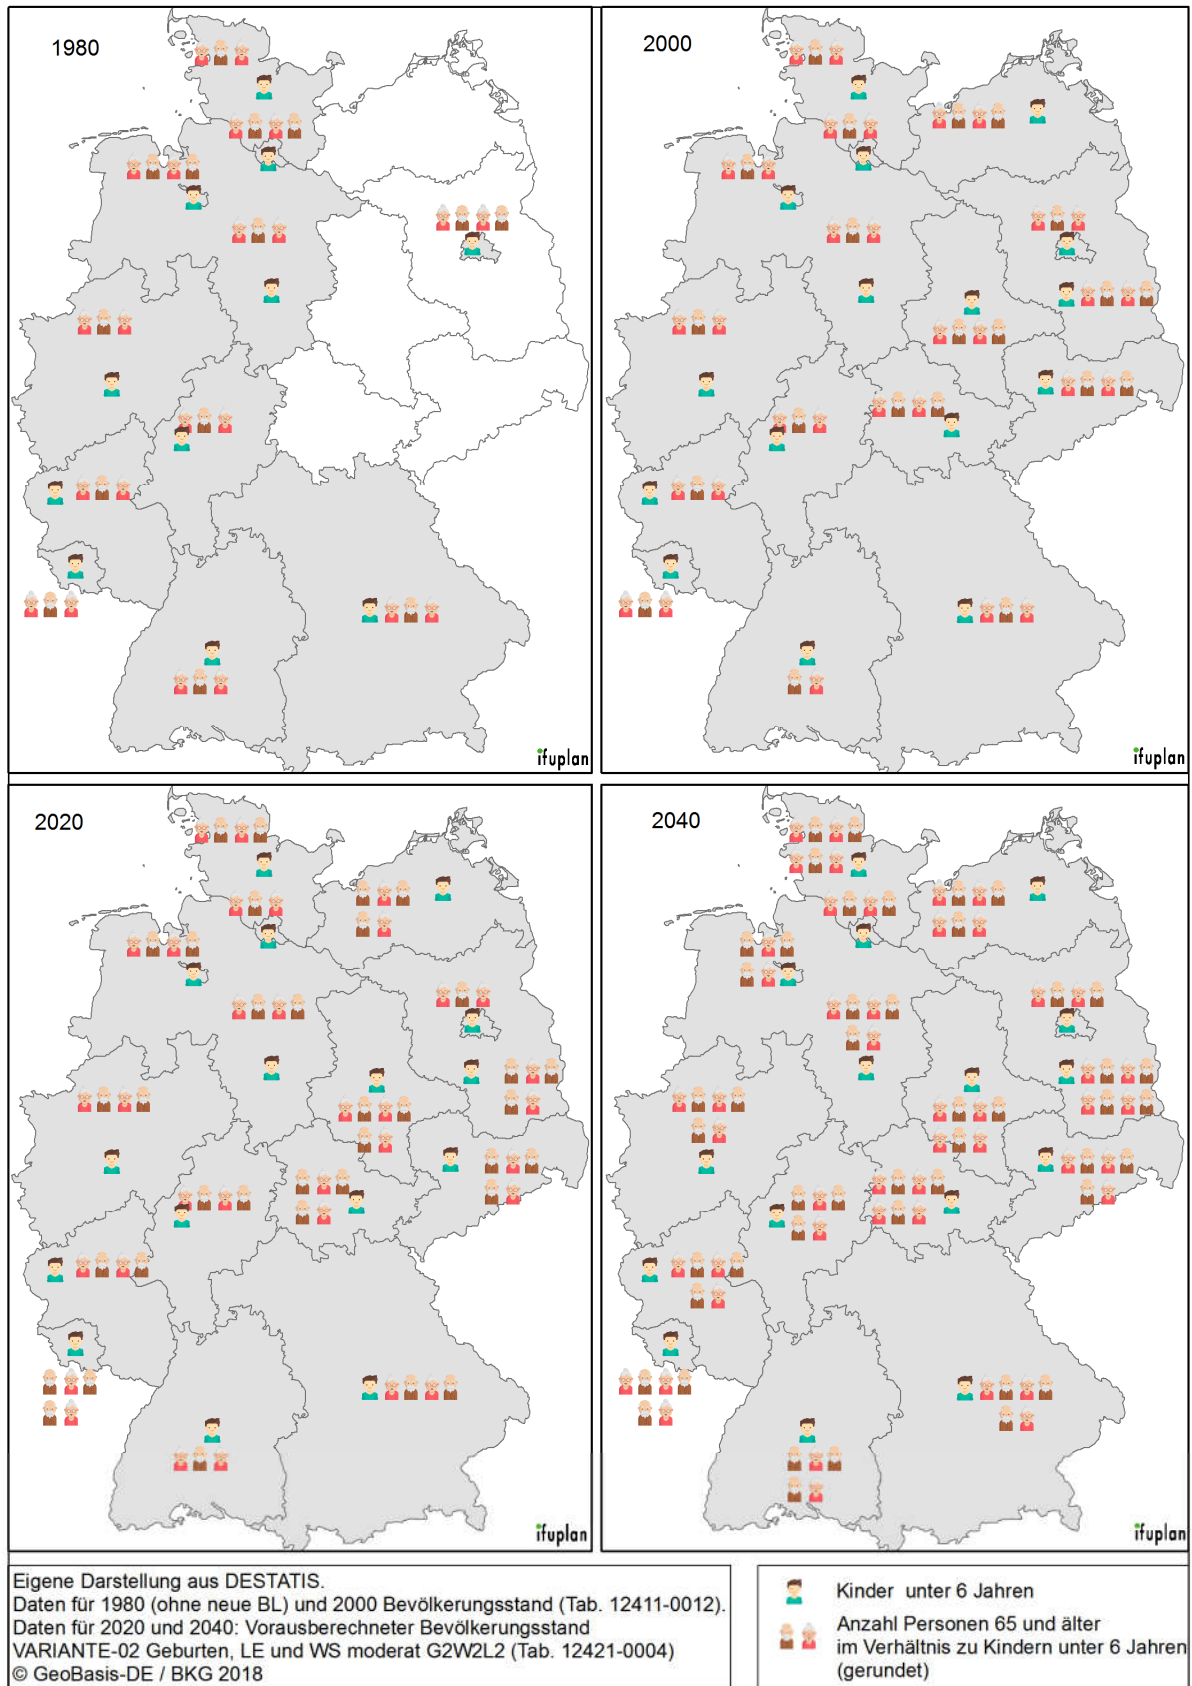 1980
2000
ifuplan
ifuplan
2020
2040
ifuplan
ifuplan
Eigene Darstellung aus DESTATIS.
Daten für 1980 (ohne neue BL) und 2000 Bevölkerungsstand (Tab. 12411-0012).
Daten für 2020 und 2040: Vorausberechneter Bevölkerungsstand
VARIANTE-02 Geburten, LE und WS moderat G2W2L2 (Tab. 12421-0004)
© GeoBasis-DE / BKG 2018
Kinder unter 6 Jahren
Anzahl Personen 65 und älter
im Verhältnis zu Kindern unter 6 Jahren
(gerundet)